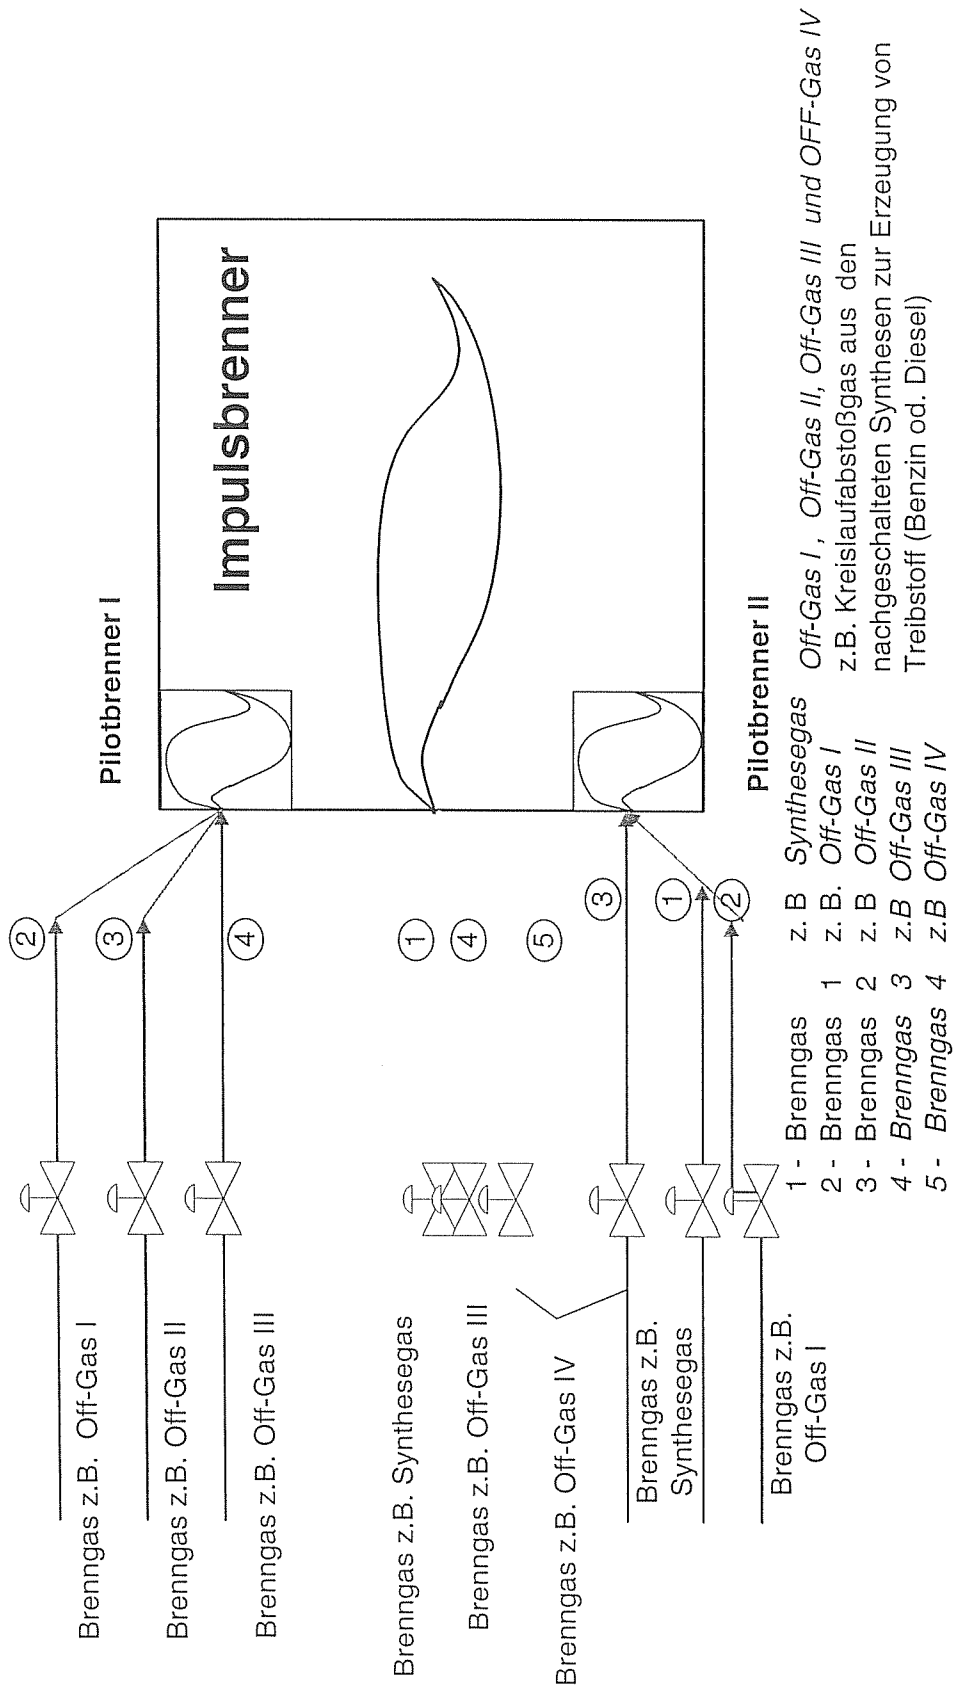 Pilotbrenner I
Impulsbrenner
Pilotbrenner II
2
3
4
1
4
5
3
1
2
Brenngas z.B. Off-Gas I
Brenngas z.B. Off-Gas II
Brenngas z.B. Off-Gas III
Brenngas z.B. Synthesegas
Brenngas z.B. Off-Gas III
Brenngas z.B. Off-Gas IV
Brenngas z.B.
Synthesegas
Brenngas z.B.
Off-Gas I
1 - Brenngas z. B Synthesegas
2 - Brenngas 1 z. B. Off-Gas I
3 - Brenngas 2 z. B Off-Gas II
4 - Brenngas 3 z.B Off-Gas III
5 - Brenngas 4 z.B Off-Gas IV
Off-Gas I , Off-Gas II, Off-Gas III und OFF-Gas IV
z.B. Kreislaufabstoßgas aus den
nachgeschalteten Synthesen zur Erzeugung von
Treibstoff (Benzin od. Diesel)